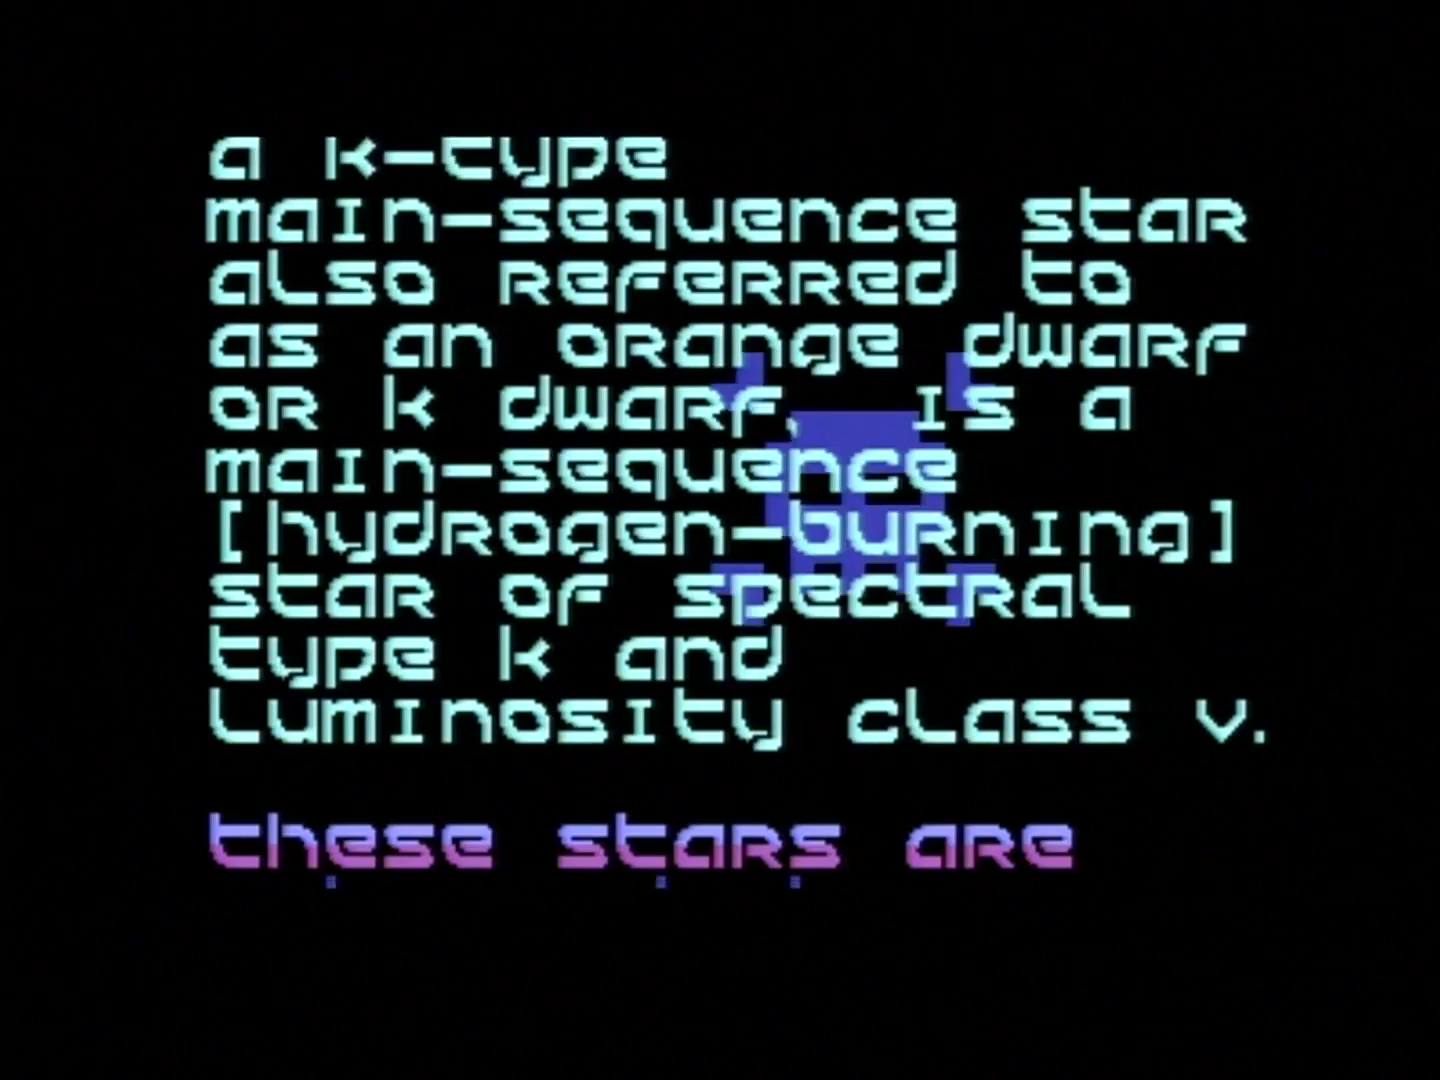 a k-type
main-sequence star
also referred to
as an orange dwarf
or k dwarf, is a
main-sequence
[hydrogen-burning]
star of spectral
type k and
luminosity class v.
these stars are